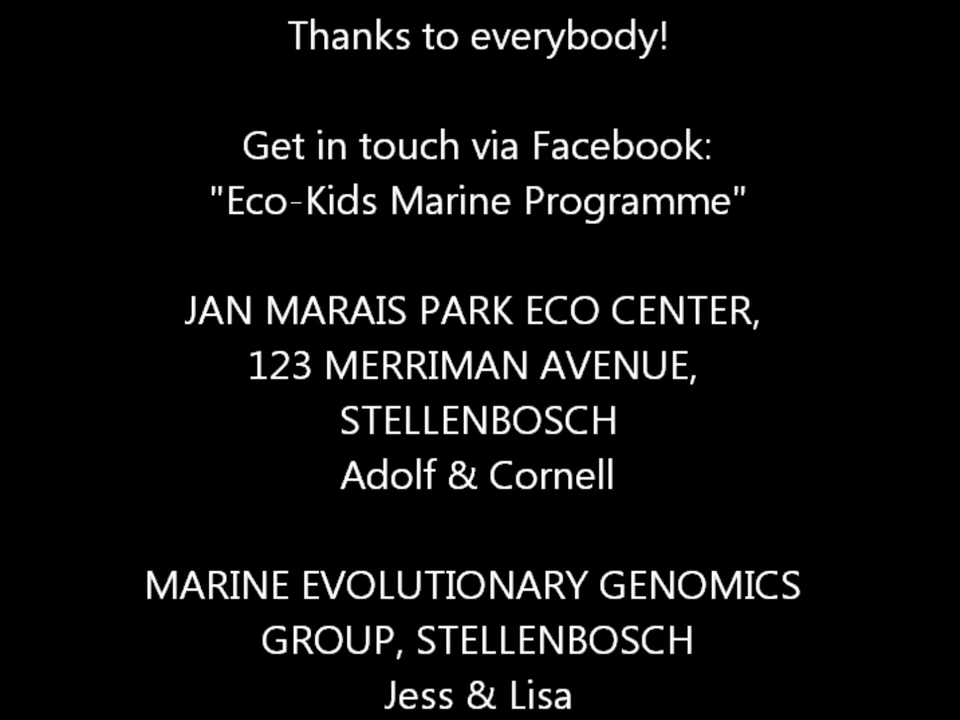 Thanks to everybody!
Get in touch via Facebook:
"Eco-Kids Marine Programme"
JAN MARAIS PARK ECO CENTER,
123 MERRIMAN AVENUE,
STELLENBOSCH
Adolf & Cornell
MARINE EVOLUTIONARY GENOMICS
GROUP, STELLENBOSCH
Jess & Lisa